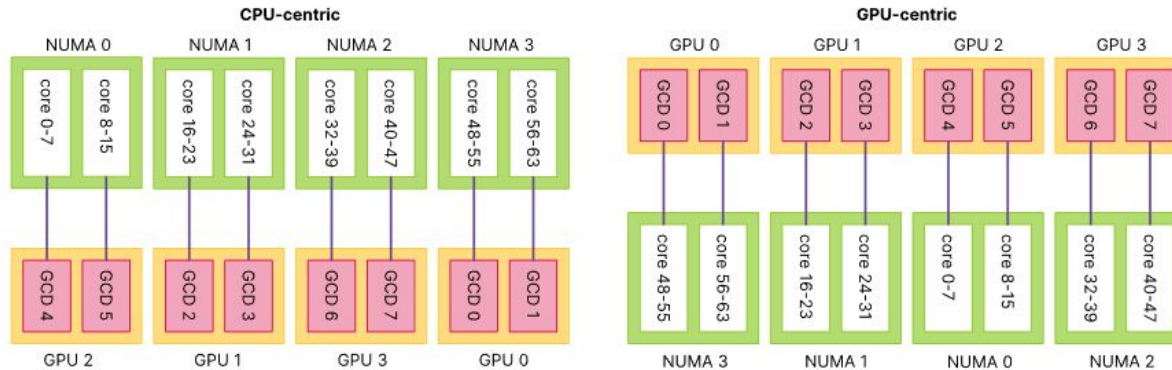 CPU-centric
NUMA 0
NUMA 1
NUMA 2
NUMA 3
core 0-7
core 8-15
core 16-23
core 24-31
core 32-39
core 40-47
core 48-55
core 56-63
GCD 4
GCD 5
GCD 2
GCD 3
GCD 6
GCD 7
GCD 0
GCD 1
GPU 2
GPU 1
GPU 3
GPU 0
GPU-centric
GPU 0
GPU 1
GPU 2
GPU 3
GCD 0
GCD 1
GCD 2
GCD 3
GCD 4
GCD 5
GCD 6
GCD 7
core 48-55
core 56-63
core 16-23
core 24-31
core 0-7
core 8-15
core 32-39
core 40-47
NUMA 3
NUMA 1
NUMA 0
NUMA 2